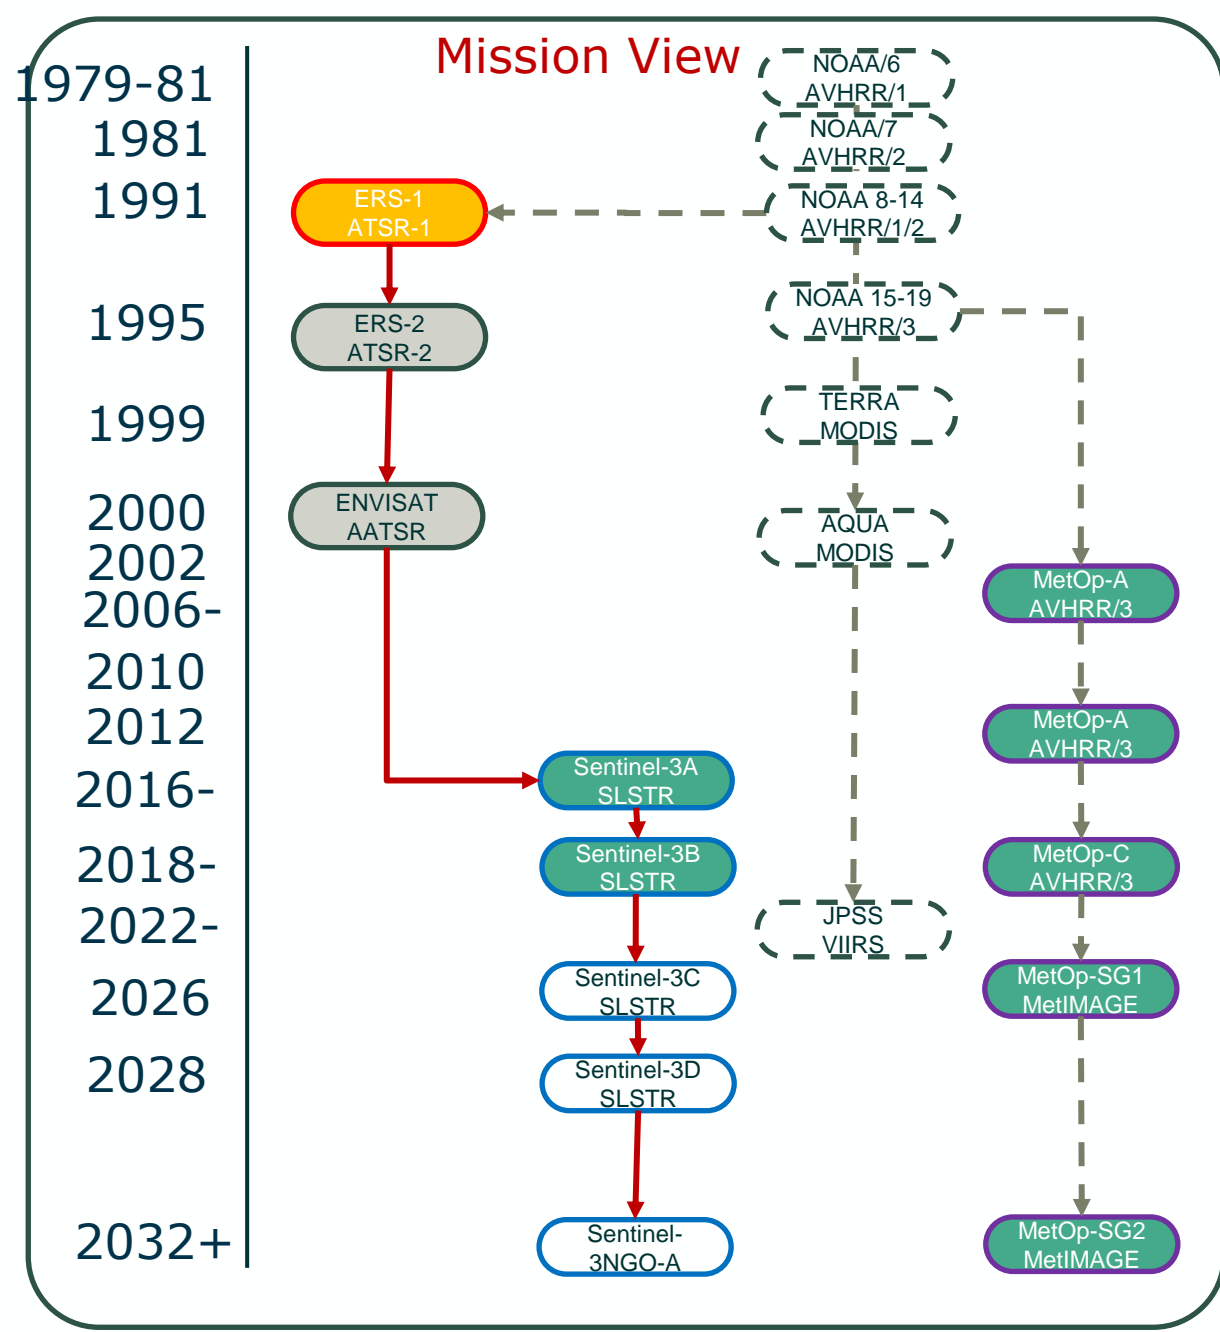 Mission View
1979-81
1981
1991
1995
1999
2000
2002
2006-
2010
2012
2016-
2018-
2022-
2026
2028
2032+
ERS-1
ATSR-1
ERS-2
ATSR-2
ENVISAT
AATSR
Sentinel-3A
SLSTR
Sentinel-3B
SLSTR
Sentinel-3C
SLSTR
Sentinel-3D
SLSTR
Sentinel-
3NGO-A
NOAA/6
AVHRR/1
NOAA/7
AVHRR/2
NOAA 8-14
AVHRR/1/2
NOAA 15-19
AVHRR/3
TERRA
MODIS
AQUA
MODIS
JPSS
VIIRS
MetOp-A
AVHRR/3
MetOp-A
AVHRR/3
MetOp-C
AVHRR/3
MetOp-SG1
MetIMAGE
MetOp-SG2
MetIMAGE